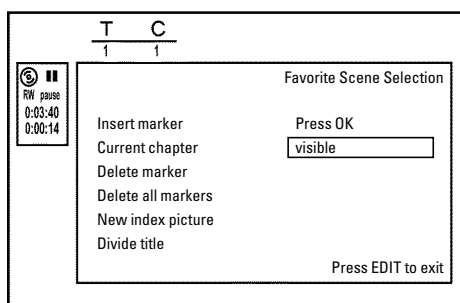 T C
1 1
RW pause
0:03:40
0:00:14
Favorite Scene Selection
Insert marker Press OK
Current chapter visible
Delete marker
Delete all markers
New index picture
Divide title
Press EDIT to exit